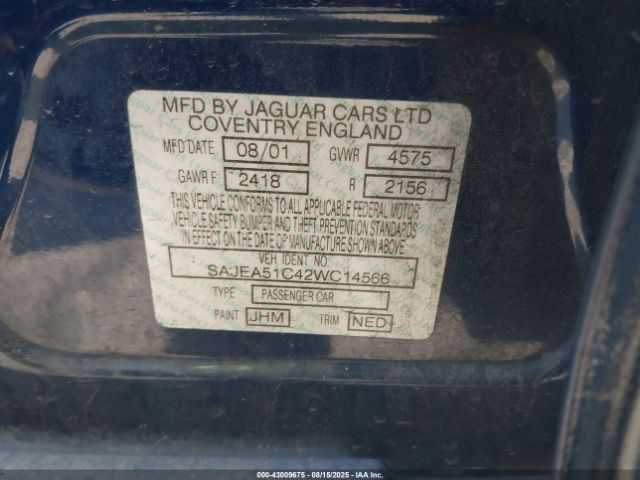 MFD BY JAGUAR CARS LTD
COVENTRY ENGLAND
MFD DATE 08/01 GVWR 4575
GAWR F 2418 R 2156
THIS VEHICLE CONFORMS TO ALL APPLICABLE FEDERAL MOTOR
VEHICLE SAFETY BUMPER AND THEFT PREVENTION STANDARDS
IN EFFECT ON THE DATE OF MANUFACTURE SHOWN ABOVE
VEH IDENT NO
SAJEA51C42WC14566
TYPE PASSENGER CAR
PAINT JHM TRIM NED
000-43009675 - 08/15/2025 - IAAI.COM